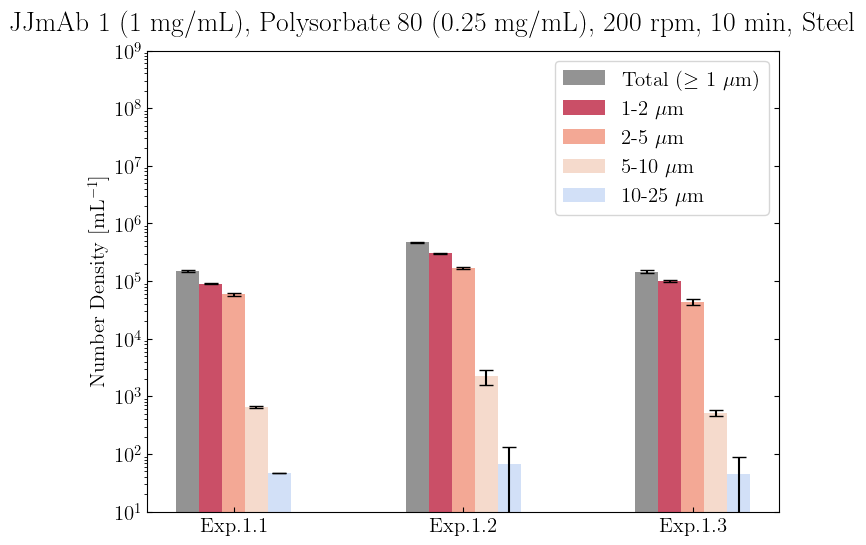 JJmAb 1 (1 mg/mL), Polysorbate 80 (0.25 mg/mL), 200 rpm, 10 min, Steel
Number Density [mL⁻¹]
10⁹
10⁸
10⁷
10⁶
10⁵
10⁴
10³
10²
10¹
Total (≥ 1 μm)
1-2 μm
2-5 μm
5-10 μm
10-25 μm
Exp.1.1 Exp.1.2 Exp.1.3